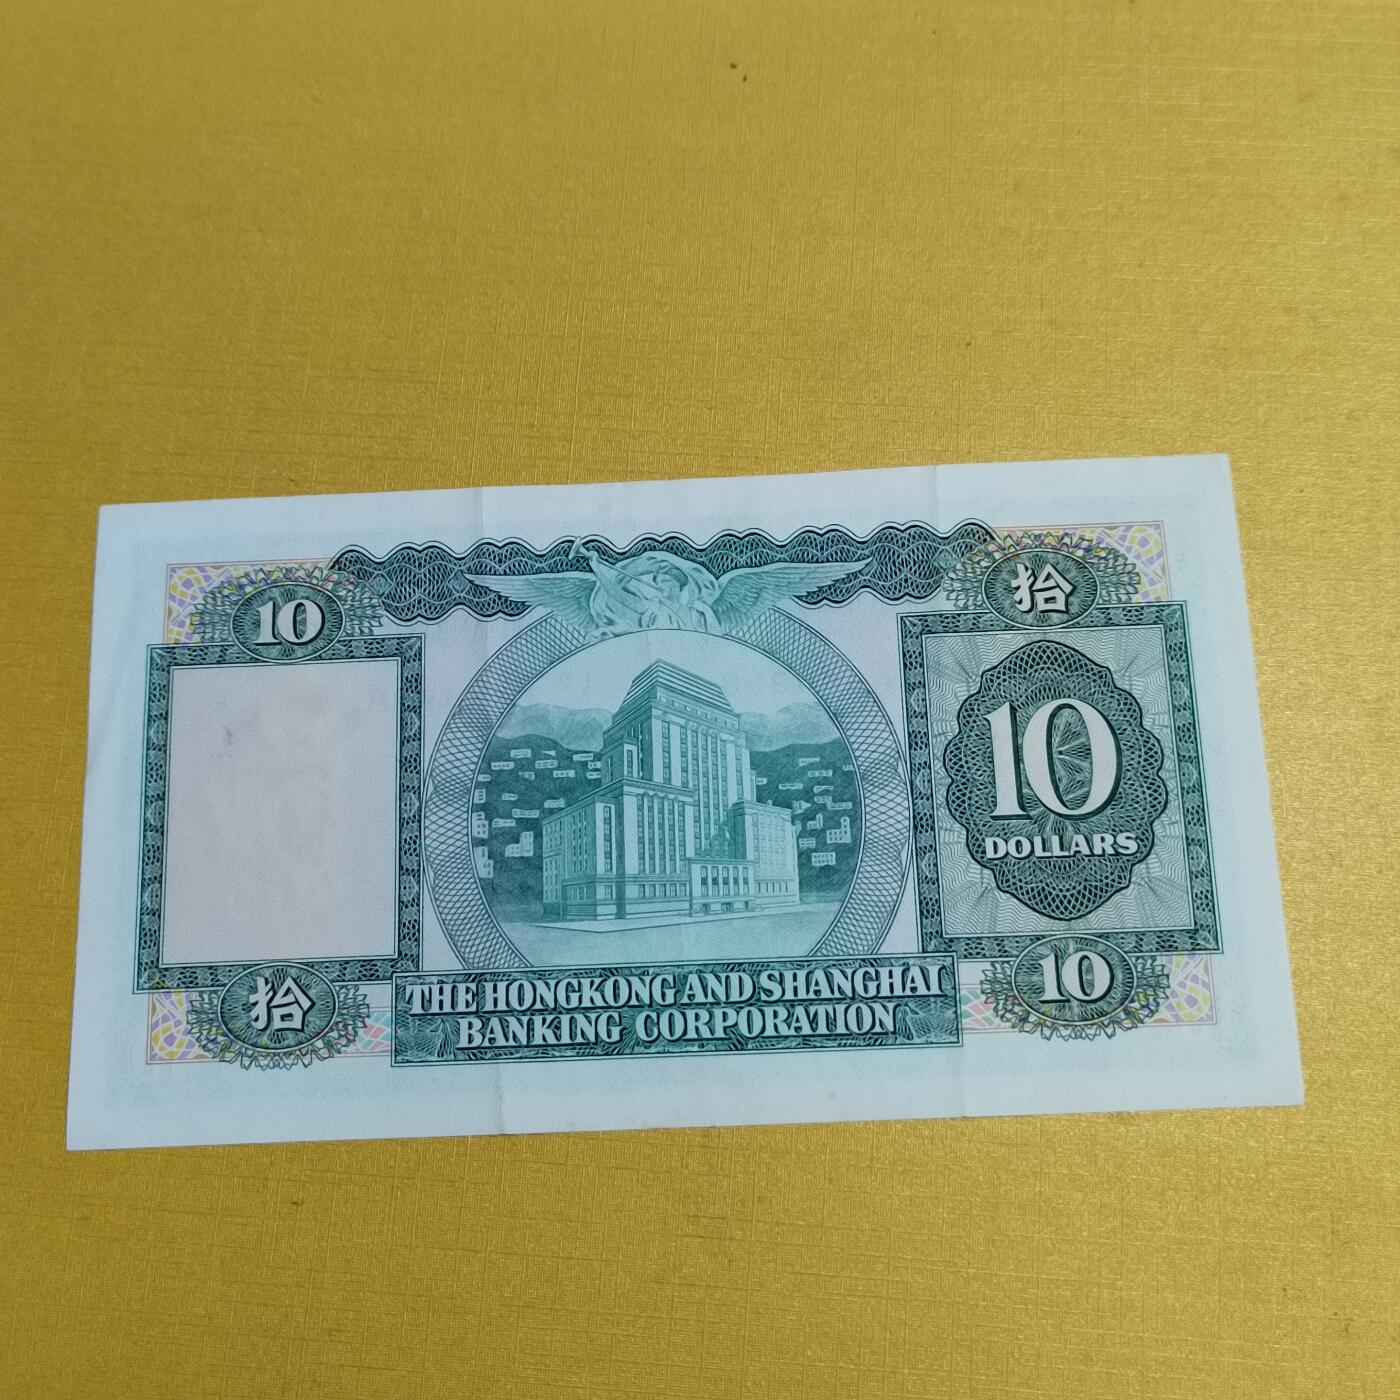 10
拾
10
DOLLARS
拾
10
THE HONGKONG AND SHANGHAI
BANKING CORPORATION